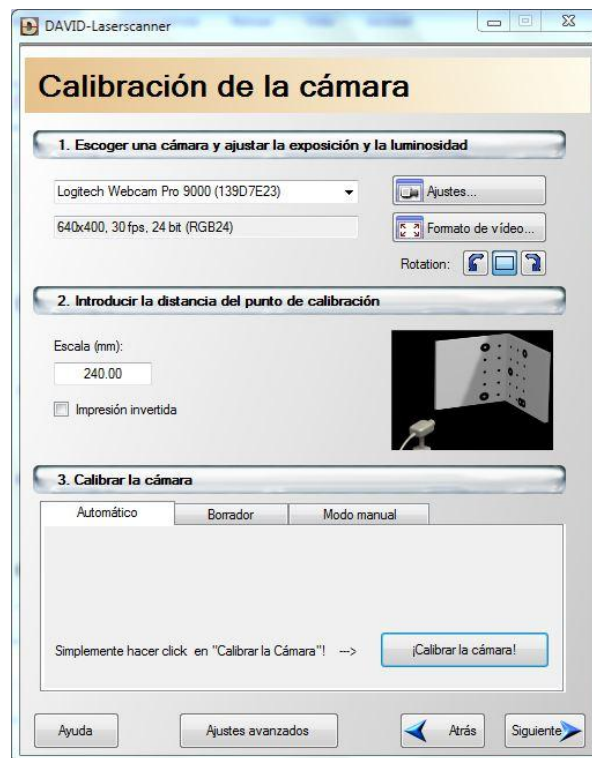 DAVID-Laserscanner
Calibración de la cámara
1. Escoger una cámara y ajustar la exposición y la luminosidad
Logitech Webcam Pro 9000 (139D7E23)
Ajustes...
640x400, 30 fps, 24 bit (RGB24)
Formato de vídeo...
Rotation:
2. Introducir la distancia del punto de calibración
Escala (mm):
240.00
Impresión invertida
3. Calibrar la cámara
Automático Borrador Modo manual
Simplemente hacer click en "Calibrar la Cámara"! --> ¡Calibrar la cámara!
Ayuda Ajustes avanzados Atrás Siguiente